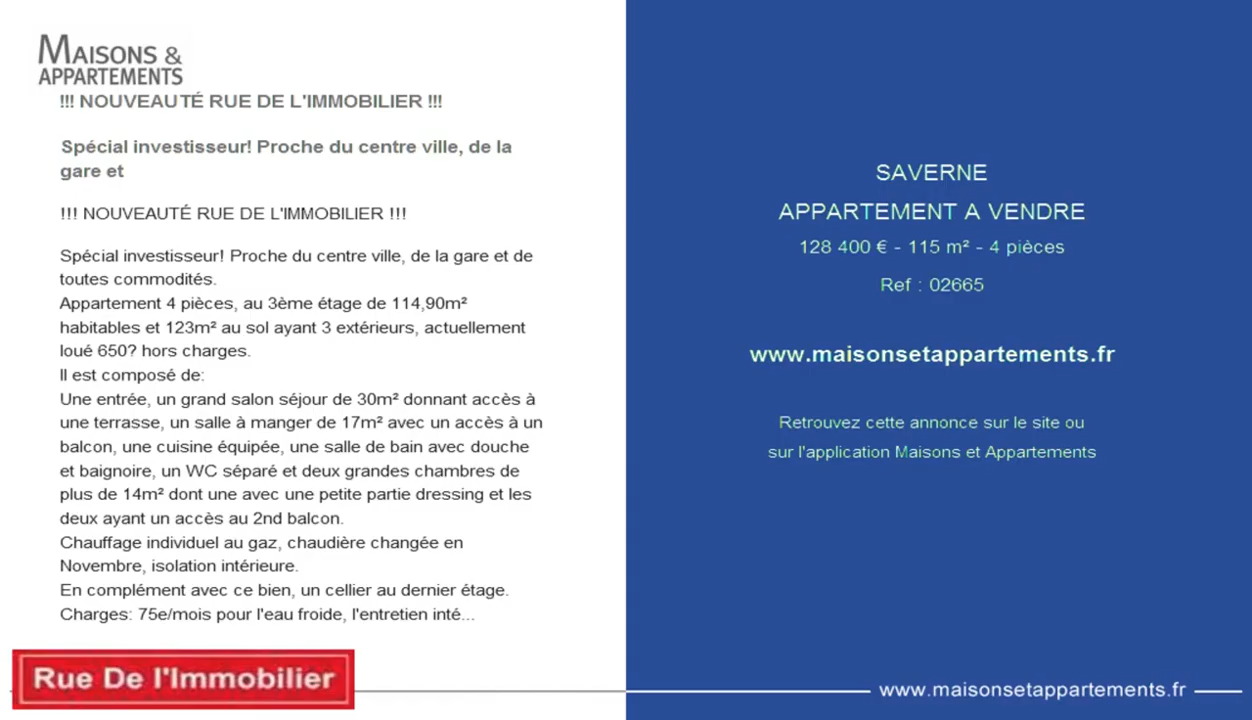 MAISONS &
APPARTEMENTS
!!! NOUVEAUTÉ RUE DE L'IMMOBILIER !!!
Spécial investisseur! Proche du centre ville, de la
gare et
!!! NOUVEAUTÉ RUE DE L'IMMOBILIER !!!
Spécial investisseur! Proche du centre ville, de la gare et de
toutes commodités.
Appartement 4 pièces, au 3ème étage de 114,90m²
habitables et 123m² au sol ayant 3 extérieurs, actuellement
loué 650? hors charges.
Il est composé de:
Une entrée, un grand salon séjour de 30m² donnant accès à
une terrasse, un salle à manger de 17m² avec un accès à un
balcon, une cuisine équipée, une salle de bain avec douche
et baignoire, un WC séparé et deux grandes chambres de
plus de 14m² dont une avec une petite partie dressing et les
deux ayant un accès au 2nd balcon.
Chauffage individuel au gaz, chaudière changée en
Novembre, isolation intérieure.
En complément avec ce bien, un cellier au dernier étage.
Charges: 75e/mois pour l'eau froide, l'entretien inté...
Rue De l'Immobilier
SAVERNE
APPARTEMENT A VENDRE
128 400 € - 115 m² - 4 pièces
Ref : 02665
www.maisonsetappartements.fr
Retrouvez cette annonce sur le site ou
sur l'application Maisons et Appartements
www.maisonsetappartements.fr